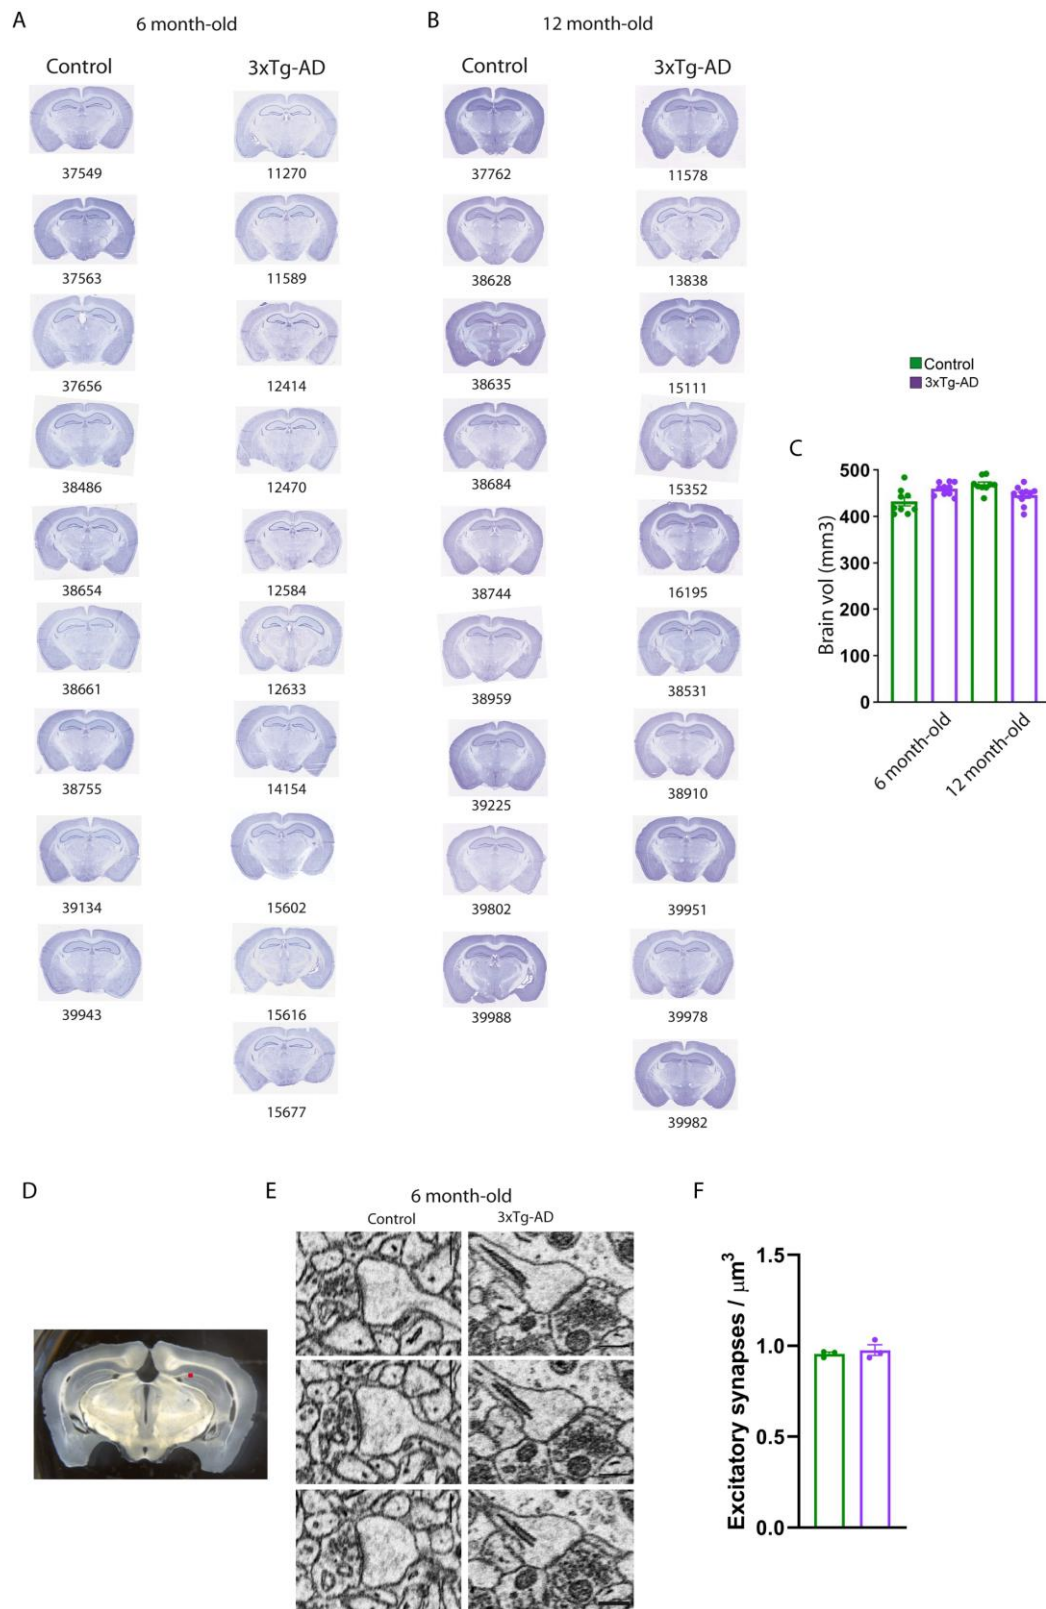 A
6 month-old
Control
3xTg-AD
37549
11270
37563
11589
37656
12414
38486
12470
38654
12584
38661
12633
38755
14154
39134
15602
39943
15616
15677
B
12 month-old
Control
3xTg-AD
37762
11578
38628
13838
38635
15111
38684
15352
38744
16195
38959
38531
39225
38910
39802
39951
39988
39978
39982
Control
3xTg-AD
C
Brain vol (mm3)
500
400
300
200
100
0
6 month-old
12 month-old
D
E
6 month-old
Control
3xTg-AD
F
Excitatory synapses / μm³
1.5
1.0
0.5
0.0